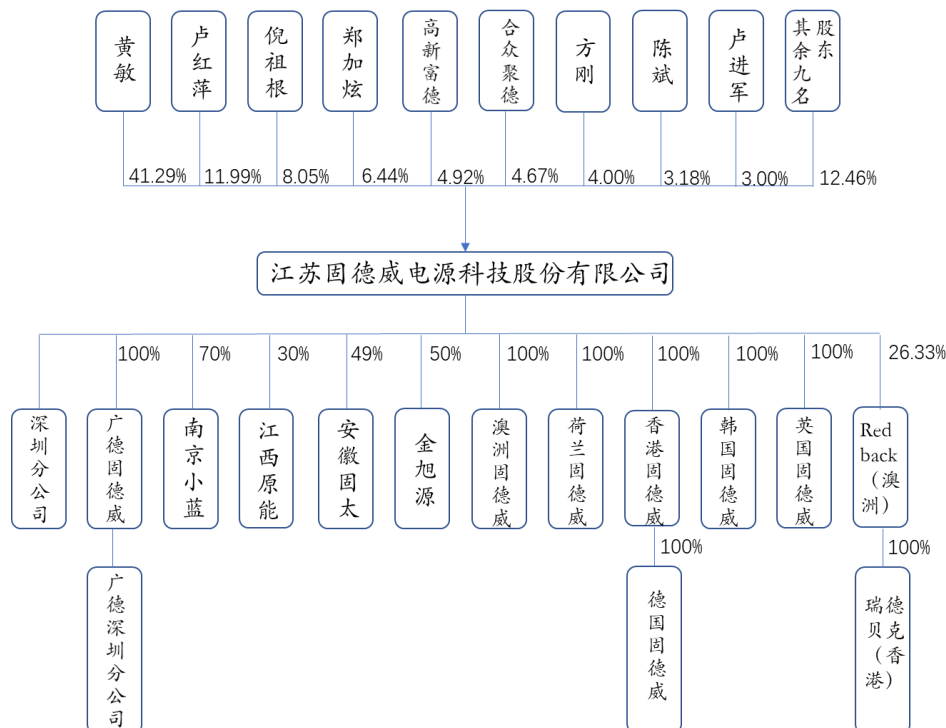 黄敏
卢红萍
倪祖根
郑加炫
高新富德
合众聚德
方刚
陈斌
卢进军
其余九名股东
41.29%
11.99%
8.05%
6.44%
4.92%
4.67%
4.00%
3.18%
3.00%
12.46%
江苏固德威电源科技股份有限公司
100%
70%
30%
49%
50%
100%
100%
100%
100%
100%
26.33%
深圳分公司
广德固德威
南京小蓝
江西原能
安徽固太
金旭源
澳洲固德威
荷兰固德威
香港固德威
韩国固德威
英国固德威
Red
back
（澳
洲）
100%
100%
广德深圳分公司
德国固德威
瑞德
贝克
（香
港）